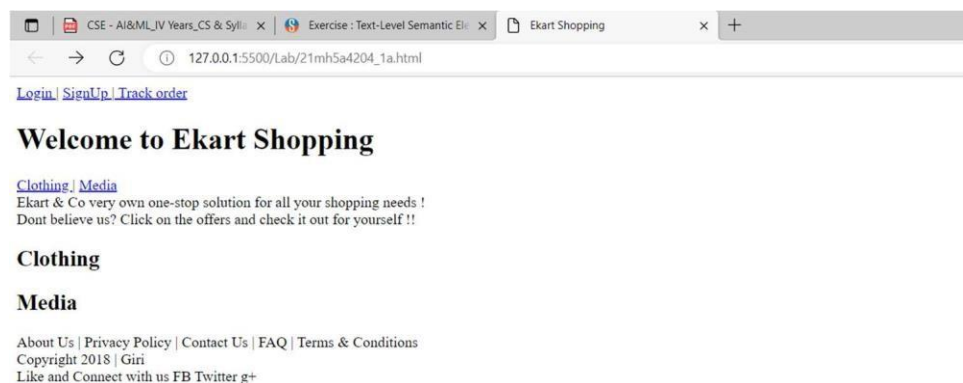 CSE - AI&ML_IV Years_CS & Sylla
Exercise : Text-Level Semantic Ele
Ekart Shopping
127.0.0.1:5500/Lab/21mh5a4204_1a.html
Login | SignUp | Track order
Welcome to Ekart Shopping
Clothing | Media
Ekart & Co very own one-stop solution for all your shopping needs !
Dont believe us? Click on the offers and check it out for yourself !!
Clothing
Media
About Us | Privacy Policy | Contact Us | FAQ | Terms & Conditions
Copyright 2018 | Giri
Like and Connect with us FB Twitter g+